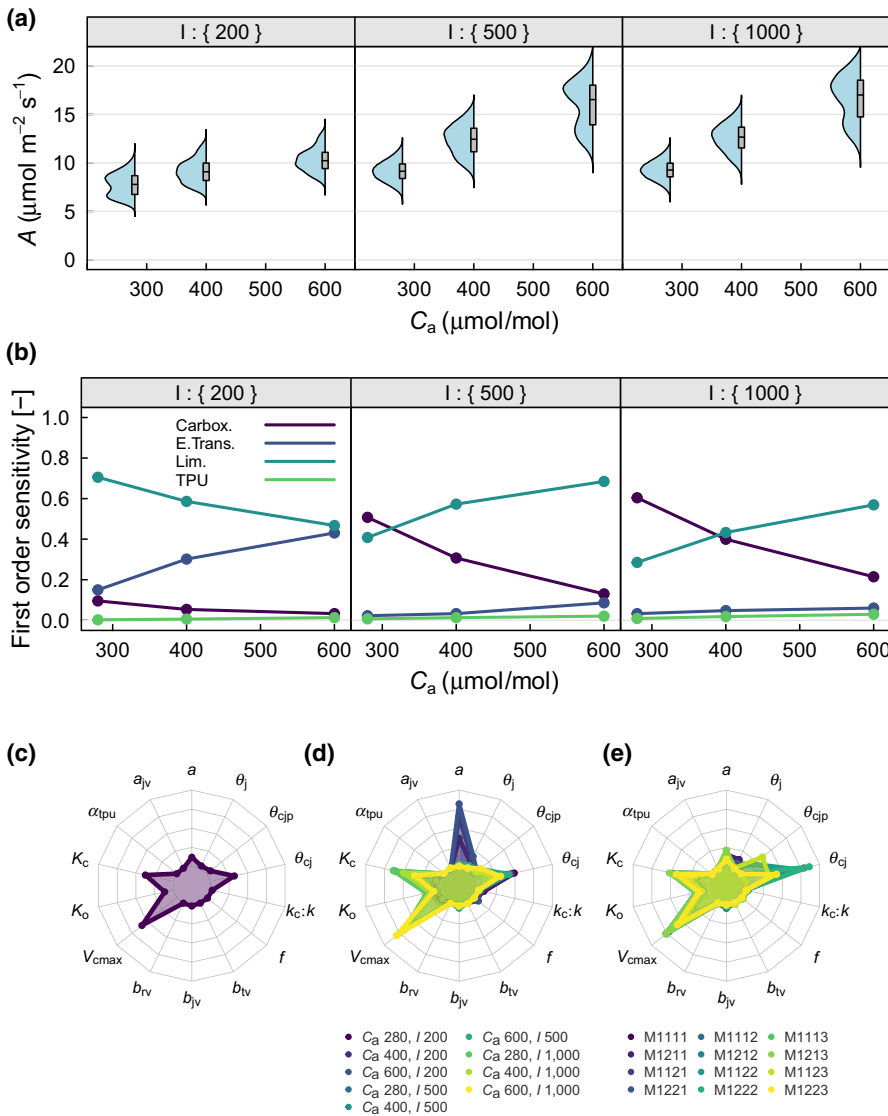 (a)
I : { 200 } I : { 500 } I : { 1000 }
A (μmol m⁻² s⁻¹)
20
15
10
5
0
300 400 500 600 300 400 500 600 300 400 500 600
Cₐ (μmol/mol)
(b)
I : { 200 } I : { 500 } I : { 1000 }
First order sensitivity [−]
1.0
0.8
0.6
0.4
0.2
0.0
Carbox.
E.Trans.
Lim.
TPU
300 400 500 600 300 400 500 600 300 400 500 600
Cₐ (μmol/mol)
(c)
a
θj
θcjp
θcj
kc:k
f
btv
bjv
brv
Vcmax
Ko
Kc
αtpu
ajv
(d)
a
θj
θcjp
θcj
kc:k
f
btv
bjv
brv
Vcmax
Ko
Kc
αtpu
ajv
(e)
a
θj
θcjp
θcj
kc:k
f
btv
bjv
brv
Vcmax
Ko
Kc
αtpu
ajv
Ca 280, I 200
Ca 400, I 200
Ca 600, I 200
Ca 280, I 500
Ca 400, I 500
Ca 600, I 500
Ca 280, I 1,000
Ca 400, I 1,000
Ca 600, I 1,000
M1111
M1211
M1121
M1221
M1112
M1212
M1122
M1222
M1113
M1213
M1123
M1223